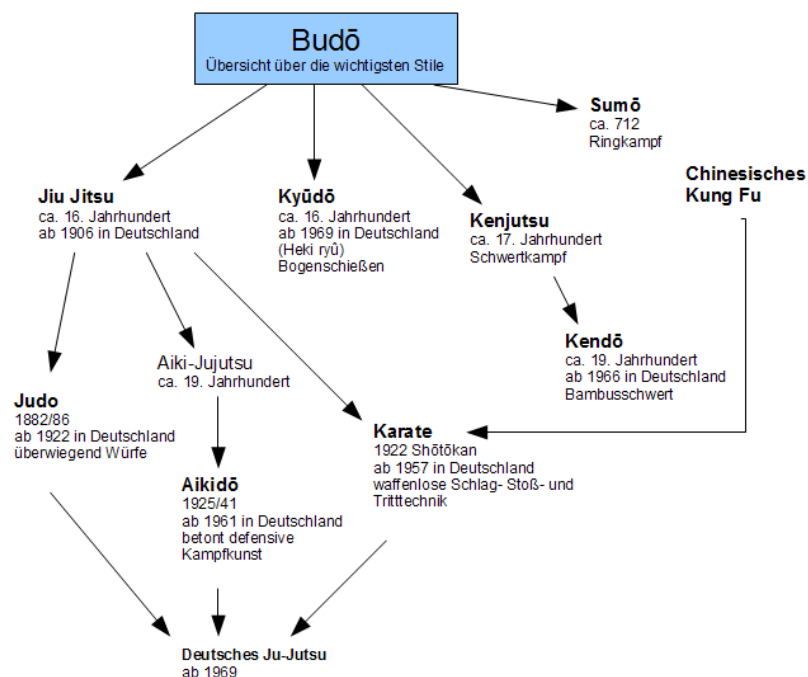 Budō
Übersicht über die wichtigsten Stile
Sumō
ca. 712
Ringkampf
Chinesisches
Kung Fu
Jiu Jitsu
ca. 16. Jahrhundert
ab 1906 in Deutschland
Kyūdō
ca. 16. Jahrhundert
ab 1969 in Deutschland
(Heki ryû)
Bogenschießen
Kenjutsu
ca. 17. Jahrhundert
Schwertkampf
Kendō
ca. 19. Jahrhundert
ab 1966 in Deutschland
Bambusschwert
Aiki-Jujutsu
ca. 19. Jahrhundert
Judo
1882/86
ab 1922 in Deutschland
überwiegend Würfe
Karate
1922 Shōtōkan
ab 1957 in Deutschland
waffenlose Schlag- Stoß- und
Tritttechnik
Aikidō
1925/41
ab 1961 in Deutschland
betont defensive
Kampfkunst
Deutsches Ju-Jutsu
ab 1969